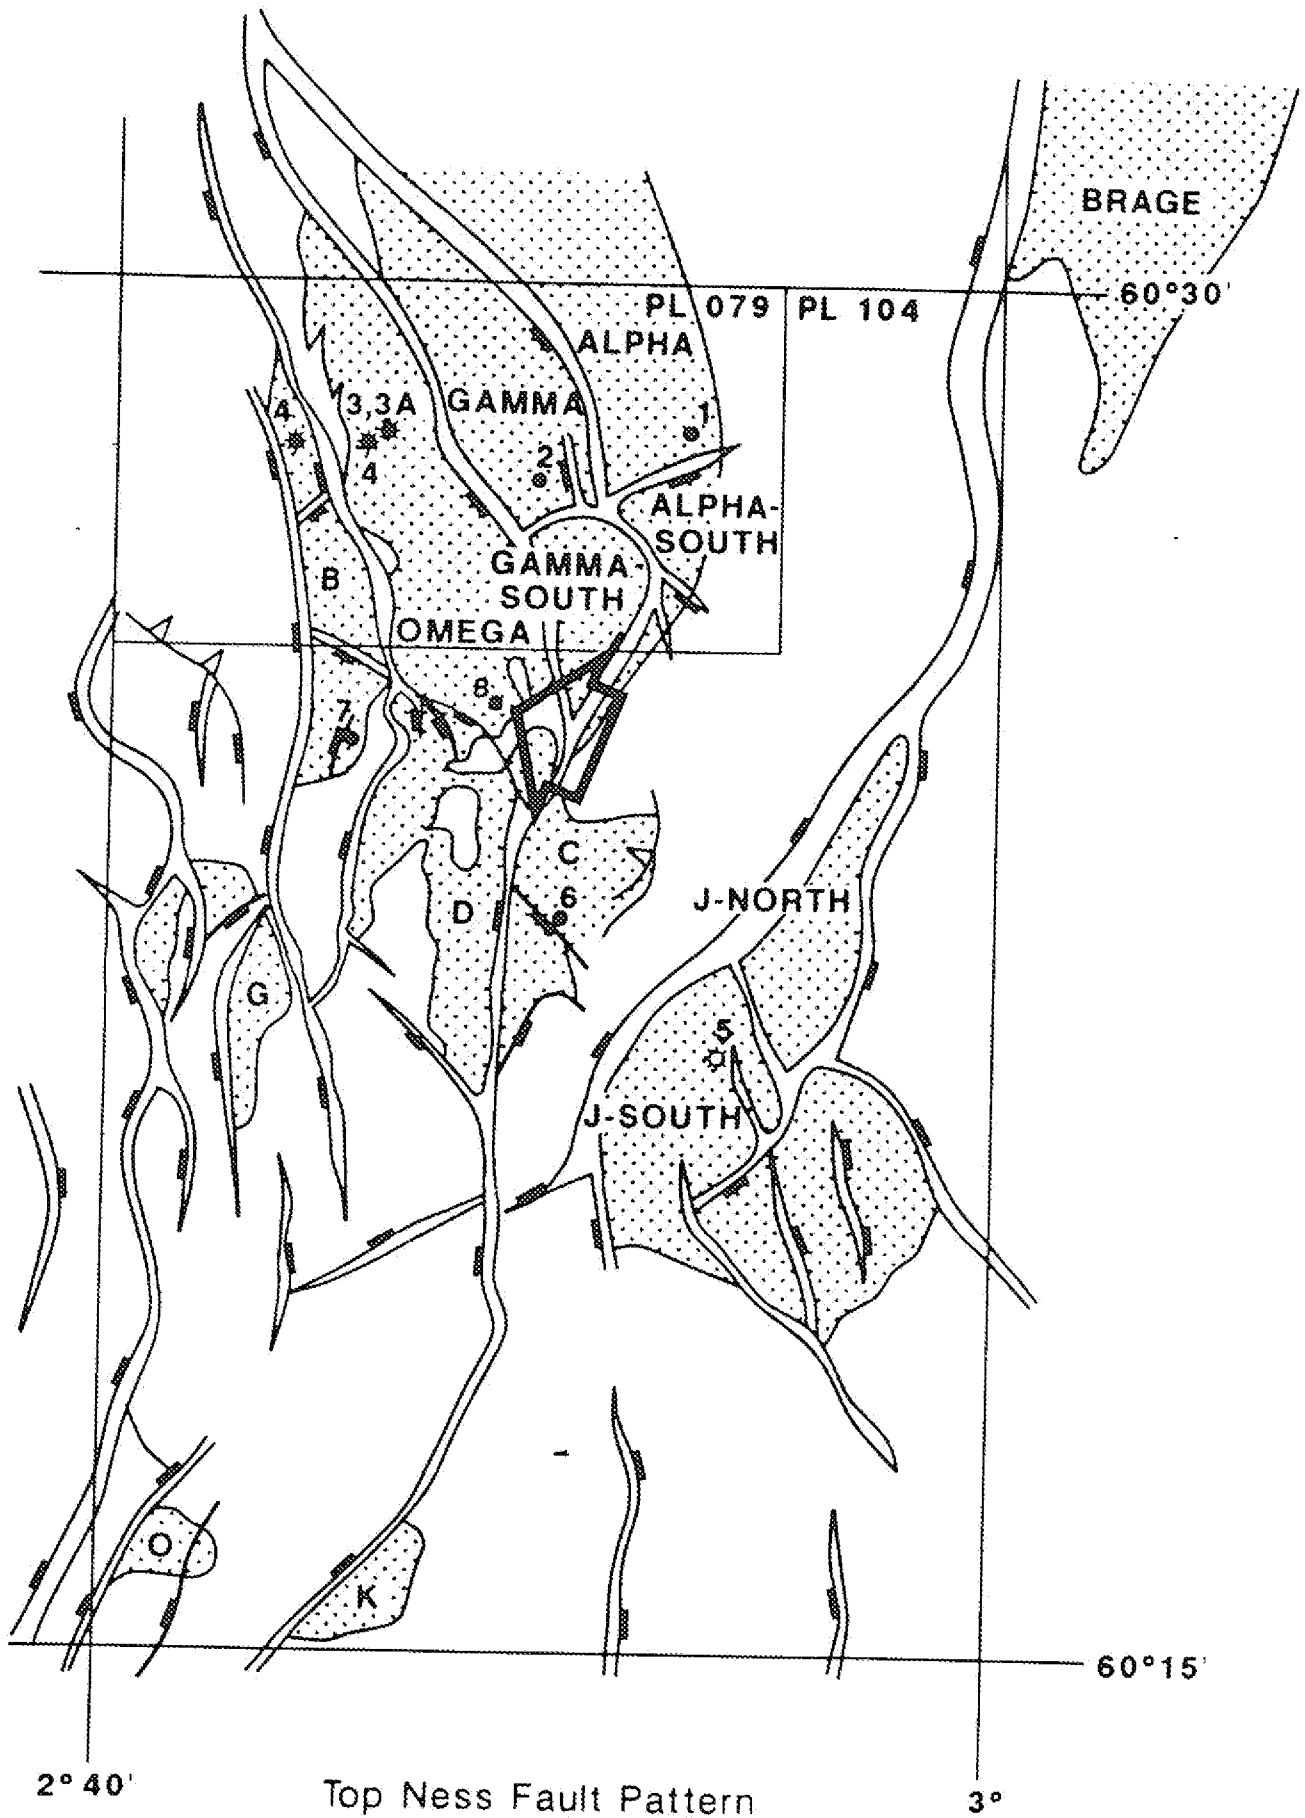 BRAGE
60°30'
PL 079
PL 104
ALPHA
4
3,3A
GAMMA
1
2
4
ALPHA-
SOUTH
GAMMA
SOUTH
B
OMEGA
8
7
C
J-NORTH
6
D
G
5
J-SOUTH
O
K
60°15'
2°40'
Top Ness Fault Pattern
3°